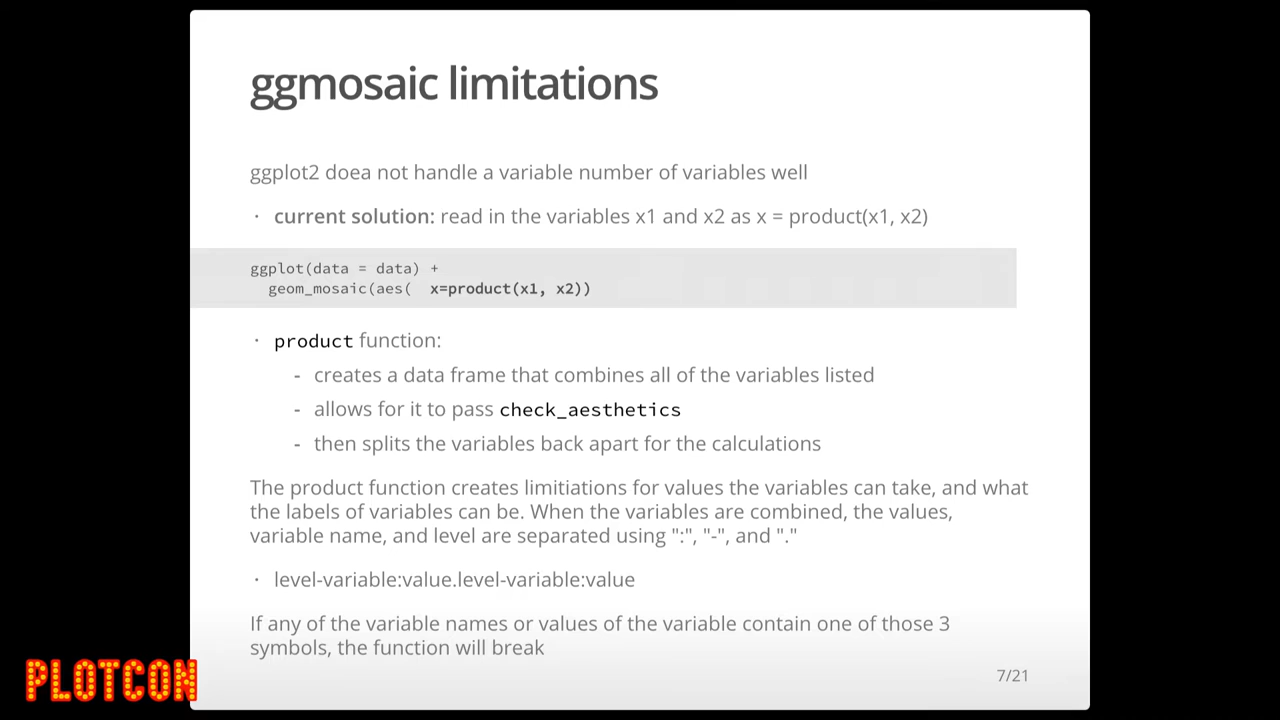 ggmosaic limitations
ggplot2 doea not handle a variable number of variables well
· current solution: read in the variables x1 and x2 as x = product(x1, x2)
ggplot(data = data) +
geom_mosaic(aes( x=product(x1, x2))
· product function:
- creates a data frame that combines all of the variables listed
- allows for it to pass check_aesthetics
- then splits the variables back apart for the calculations
The product function creates limitiations for values the variables can take, and what
the labels of variables can be. When the variables are combined, the values,
variable name, and level are separated using ":", "-", and "."
· level-variable:value.level-variable:value
If any of the variable names or values of the variable contain one of those 3
symbols, the function will break
7/21
PLOTCON